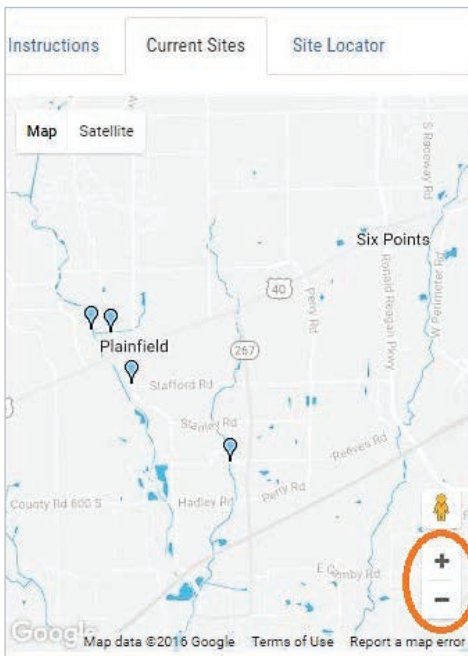 Instructions Current Sites Site Locator
Map Satellite
S Raceway Rd
Six Points
W Perimeter Rd
Ronald Reagan Pkwy
40
Perry Rd
Plainfield
267
Stafford Rd
Stanley Rd
Reeves Rd
County Rd 600 S
Hadley Rd
Perry Rd
+
−
Google
Map data ©2016 Google Terms of Use Report a map error